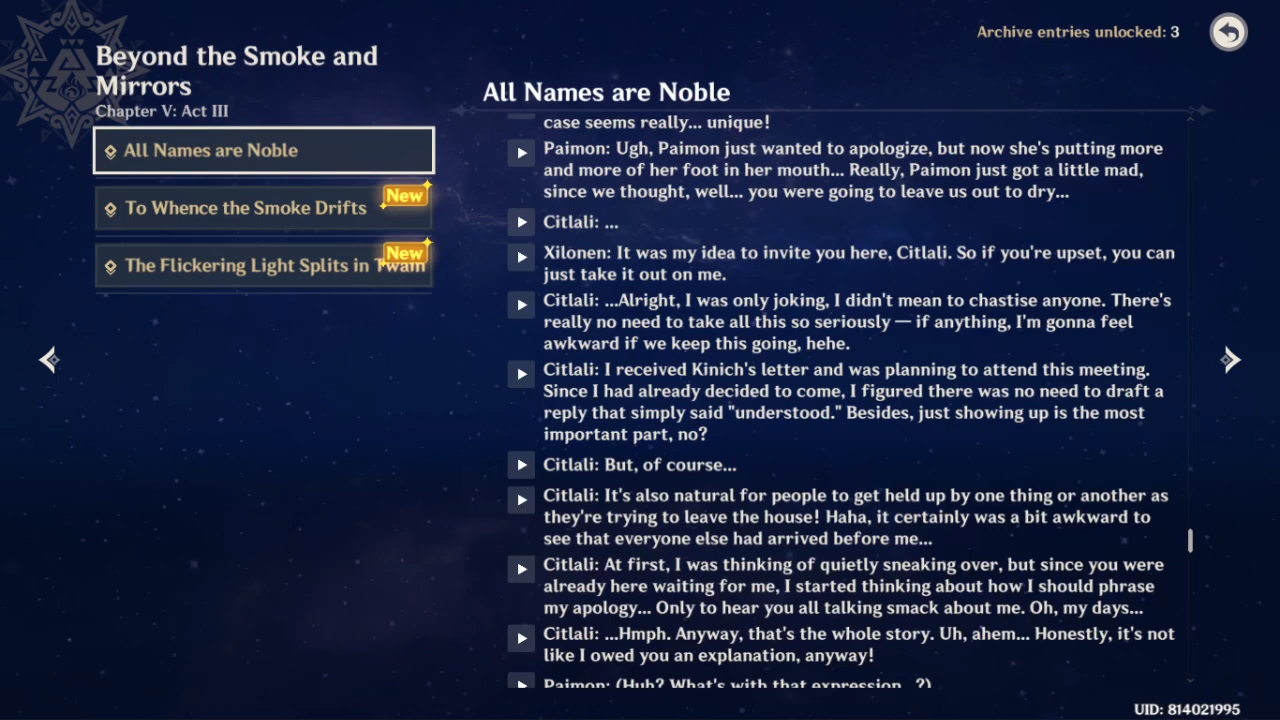 Archive entries unlocked: 3
Beyond the Smoke and
Mirrors
Chapter V: Act III
All Names are Noble
New
To Whence the Smoke Drifts
New
The Flickering Light Splits in Twain
All Names are Noble
case seems really... unique!
Paimon: Ugh, Paimon just wanted to apologize, but now she's putting more
and more of her foot in her mouth... Really, Paimon just got a little mad,
since we thought, well... you were going to leave us out to dry...
Citlali: ...
Xilonen: It was my idea to invite you here, Citlali. So if you're upset, you can
just take it out on me.
Citlali: ...Alright, I was only joking, I didn't mean to chastise anyone. There's
really no need to take all this so seriously — if anything, I'm gonna feel
awkward if we keep this going, hehe.
Citlali: I received Kinich's letter and was planning to attend this meeting.
Since I had already decided to come, I figured there was no need to draft a
reply that simply said "understood." Besides, just showing up is the most
important part, no?
Citlali: But, of course...
Citlali: It's also natural for people to get held up by one thing or another as
they're trying to leave the house! Haha, it certainly was a bit awkward to
see that everyone else had arrived before me...
Citlali: At first, I was thinking of quietly sneaking over, but since you were
already here waiting for me, I started thinking about how I should phrase
my apology... Only to hear you all talking smack about me. Oh, my days...
Citlali: ...Hmph. Anyway, that's the whole story. Uh, ahem... Honestly, it's not
like I owed you an explanation, anyway!
Paimon: (Huh? What's with that expression...?)
UID: 814021995